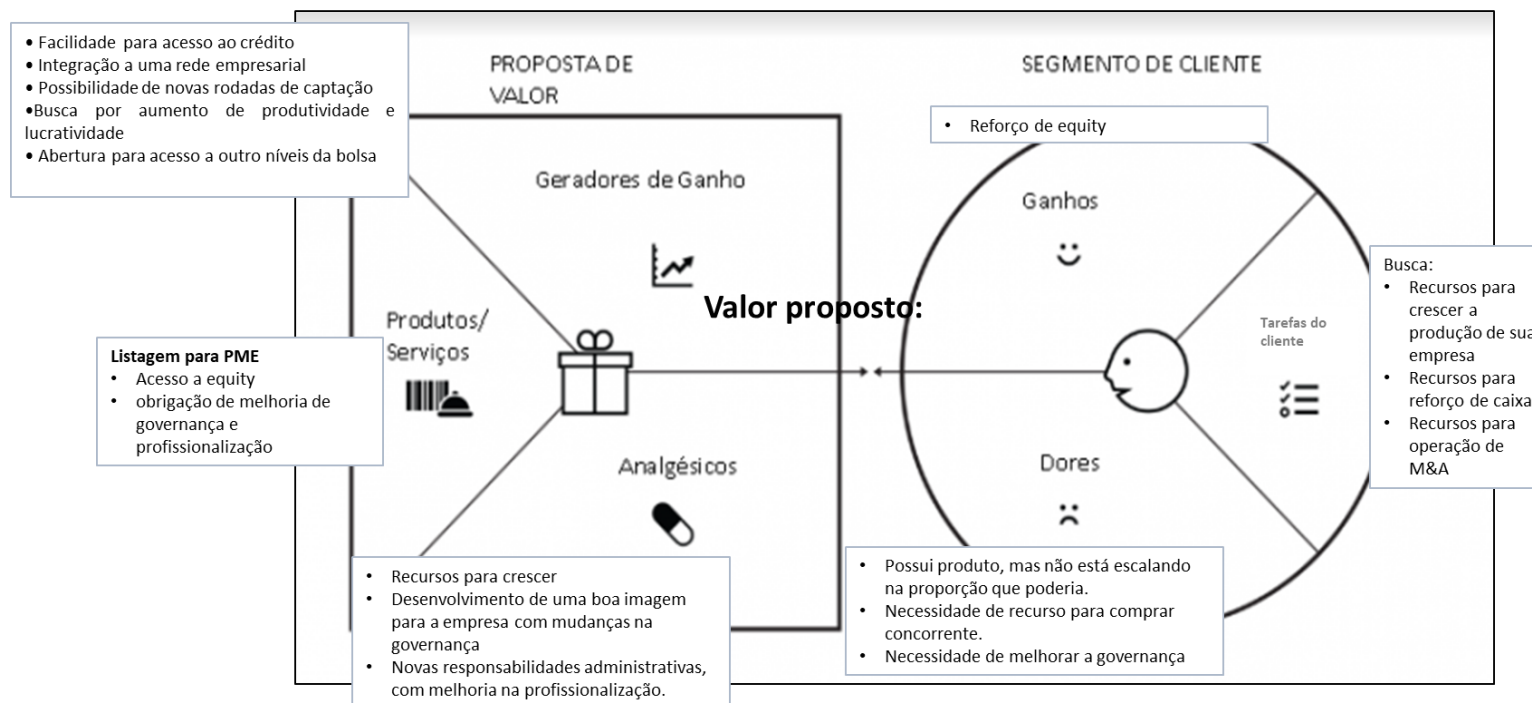 • Facilidade para acesso ao crédito
• Integração a uma rede empresarial
• Possibilidade de novas rodadas de captação
•Busca por aumento de produtividade e
lucratividade
• Abertura para acesso a outro níveis da bolsa
PROPOSTA DE
VALOR
SEGMENTO DE CLIENTE
• Reforço de equity
Geradores de Ganho
Ganhos
Valor proposto:
Produtos/
Serviços
Listagem para PME
• Acesso a equity
• obrigação de melhoria de
governança e
profissionalização
Tarefas do
cliente
Busca:
• Recursos para
crescer a
produção de sua
empresa
• Recursos para
reforço de caixa
• Recursos para
operação de
M&A
Analgésicos
Dores
• Recursos para crescer
• Desenvolvimento de uma boa imagem
para a empresa com mudanças na
governança
• Novas responsabilidades administrativas,
com melhoria na profissionalização.
• Possui produto, mas não está escalando
na proporção que poderia.
• Necessidade de recurso para comprar
concorrente.
• Necessidade de melhorar a governança